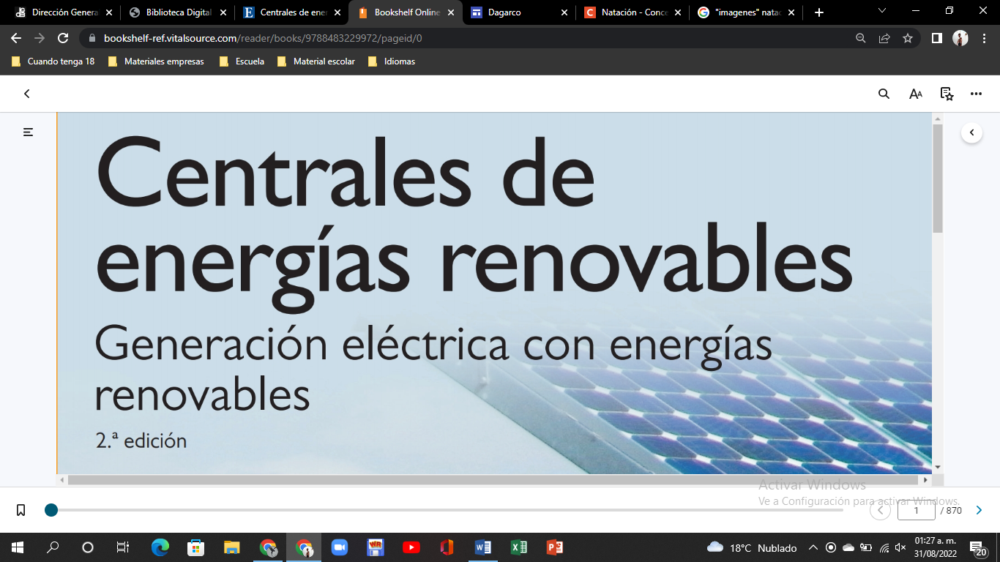 Dirección Genera
Biblioteca Digital
Centrales de ener
Bookshelf Online
Dagarco
Natación - Conce
"imagenes" natac
bookshelf-ref.vitalsource.com/reader/books/9788483229972/pageid/0
Cuando tenga 18
Materiales empresas
Escuela
Material escolar
Idiomas
Centrales de
energías renovables
Generación eléctrica con energías
renovables
2.ª edición
Activar Windows
Ve a Configuración para activar Windows.
1 / 870
18°C Nublado
01:27 a. m.
31/08/2022
20